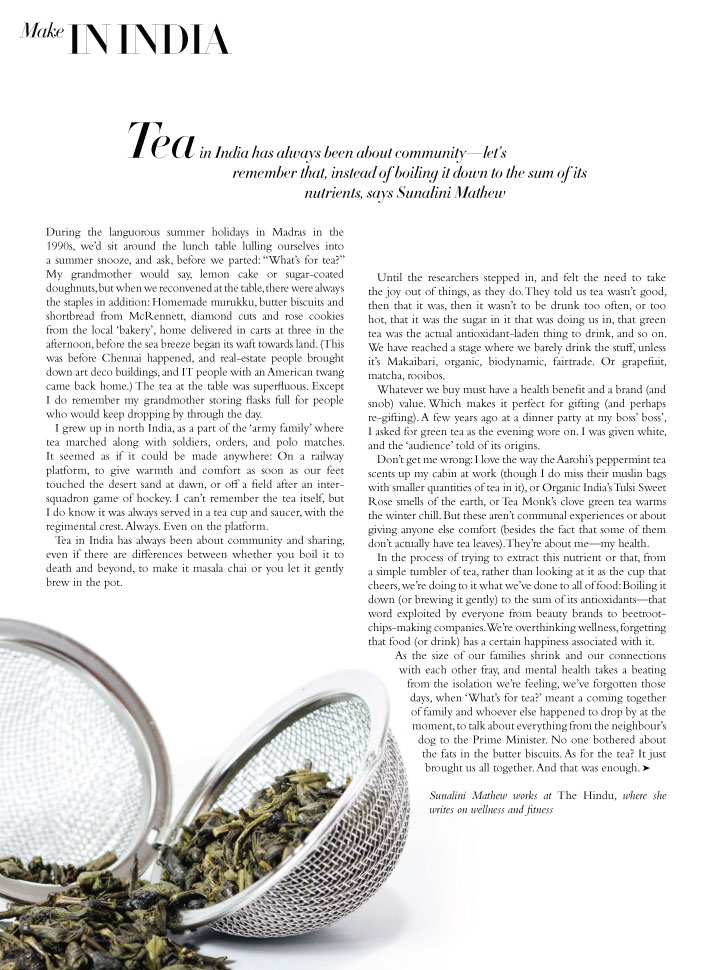 Make IN INDIA
Tea in India has always been about community—let's
remember that, instead of boiling it down to the sum of its
nutrients, says Sunalini Mathew
During the languorous summer holidays in Madras in the
1990s, we'd sit around the lunch table lulling ourselves into
a summer snooze, and ask, before we parted: "What's for tea?"
My grandmother would say, lemon cake or sugar-coated
doughnuts, but when we reconvened at the table, there were always
the staples in addition: Homemade murukku, butter biscuits and
shortbread from McRennett, diamond cuts and rose cookies
from the local 'bakery', home delivered in carts at three in the
afternoon, before the sea breeze began its waft towards land. (This
was before Chennai happened, and real-estate people brought
down art deco buildings, and IT people with an American twang
came back home.) The tea at the table was superfluous. Except
I do remember my grandmother storing flasks full for people
who would keep dropping by through the day.
I grew up in north India, as a part of the 'army family' where
tea marched along with soldiers, orders, and polo matches.
It seemed as if it could be made anywhere: On a railway
platform, to give warmth and comfort as soon as our feet
touched the desert sand at dawn, or off a field after an inter-
squadron game of hockey. I can't remember the tea itself, but
I do know it was always served in a tea cup and saucer, with the
regimental crest. Always. Even on the platform.
Tea in India has always been about community and sharing,
even if there are differences between whether you boil it to
death and beyond, to make it masala chai or you let it gently
brew in the pot.
Until the researchers stepped in, and felt the need to take
the joy out of things, as they do. They told us tea wasn't good,
then that it was, then it wasn't to be drunk too often, or too
hot, that it was the sugar in it that was doing us in, that green
tea was the actual antioxidant-laden thing to drink, and so on.
We have reached a stage where we barely drink the stuff, unless
it's Makaibari, organic, biodynamic, fairtrade. Or grapefuit,
matcha, rooibos.
Whatever we buy must have a health benefit and a brand (and
snob) value. Which makes it perfect for gifting (and perhaps
re-gifting). A few years ago at a dinner party at my boss' boss',
I asked for green tea as the evening wore on. I was given white,
and the 'audience' told of its origins.
Don't get me wrong: I love the way the Aarohi's peppermint tea
scents up my cabin at work (though I do miss their muslin bags
with smaller quantities of tea in it), or Organic India's Tulsi Sweet
Rose smells of the earth, or Tea Monk's clove green tea warms
the winter chill. But these aren't communal experiences or about
giving anyone else comfort (besides the fact that some of them
don't actually have tea leaves). They're about me—my health.
In the process of trying to extract this nutrient or that, from
a simple tumbler of tea, rather than looking at it as the cup that
cheers, we're doing to it what we've done to all of food: Boiling it
down (or brewing it gently) to the sum of its antioxidants—that
word exploited by everyone from beauty brands to beetroot-
chips-making companies. We're overthinking wellness, forgetting
that food (or drink) has a certain happiness associated with it.
As the size of our families shrink and our connections
with each other fray, and mental health takes a beating
from the isolation we're feeling, we've forgotten those
days, when 'What's for tea?' meant a coming together
of family and whoever else happened to drop by at the
moment, to talk about everything from the neighbour's
dog to the Prime Minister. No one bothered about
the fats in the butter biscuits. As for the tea? It just
brought us all together. And that was enough. ➤
Sunalini Mathew works at The Hindu, where she
writes on wellness and fitness